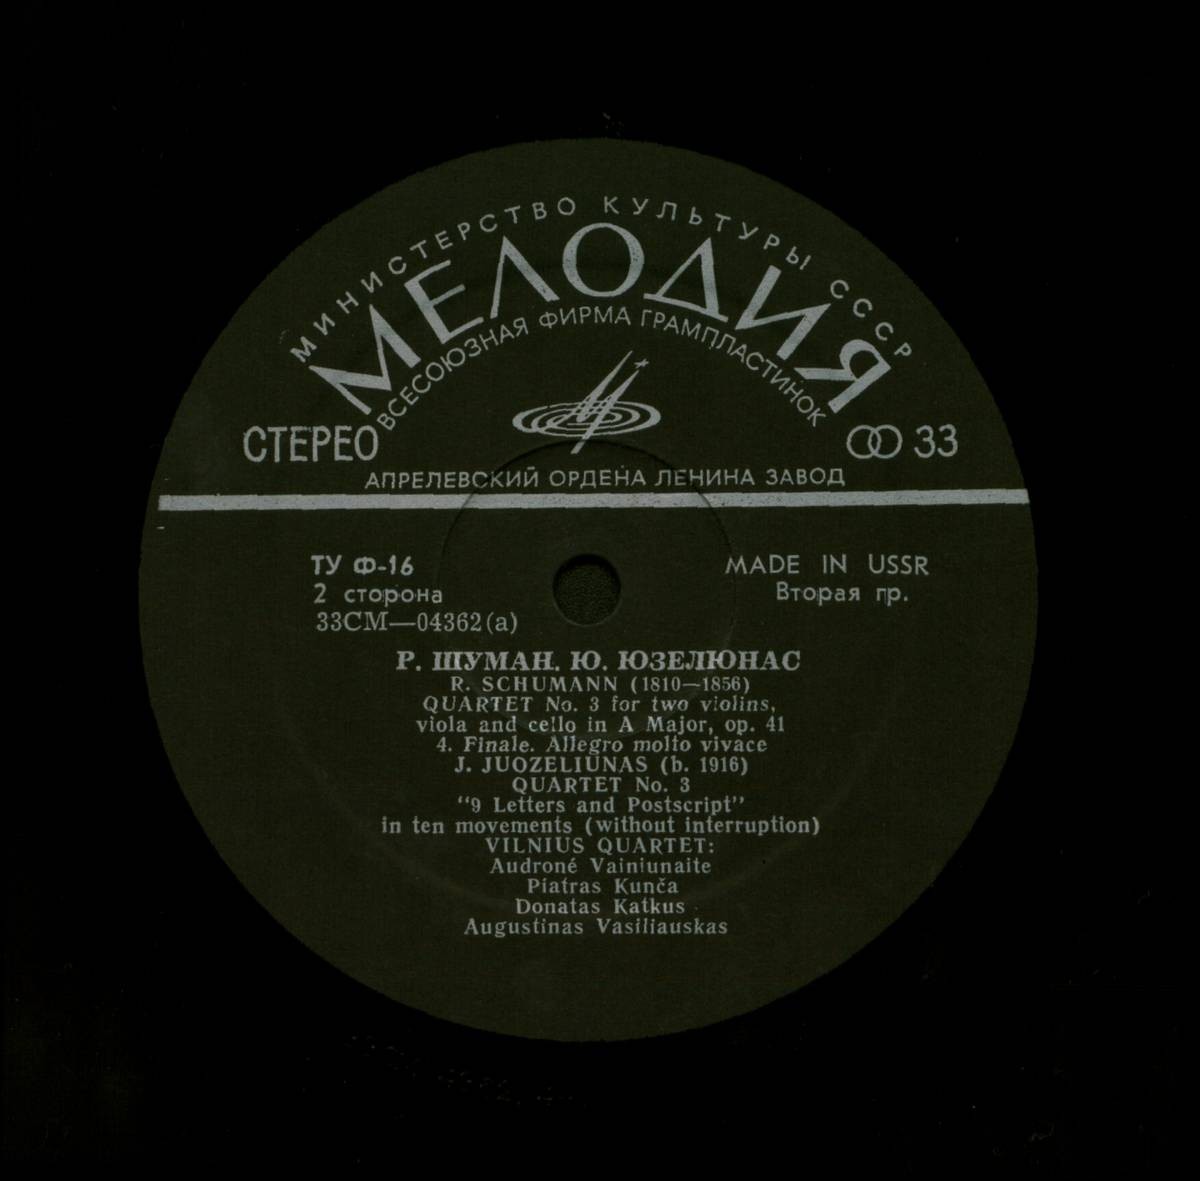 МИНИСТЕРСТВО КУЛЬТУРЫ СССР
МЕЛОДИЯ
ВСЕСОЮЗНАЯ ФИРМА ГРАМПЛАСТИНОК
СТЕРЕО
33
АПРЕЛЕВСКИЙ ОРДЕНА ЛЕНИНА ЗАВОД
ТУ Ф-16
2 сторона
33СМ—04362(а)
MADE IN USSR
Вторая гр.
Р. ШУМАН. Ю. ЮЗЕЛЮНАС
R. SCHUMANN (1810—1856)
QUARTET No. 3 for two violins,
viola and cello in A Major, op. 41
4. Finale. Allegro molto vivace
J. JUOZELIUNAS (b. 1916)
QUARTET No. 3
"9 Letters and Postscript"
in ten movements (without interruption)
VILNIUS QUARTET:
Audroné Vainiunaite
Piatras Kunča
Donatas Katkus
Augustinas Vasiliauskas